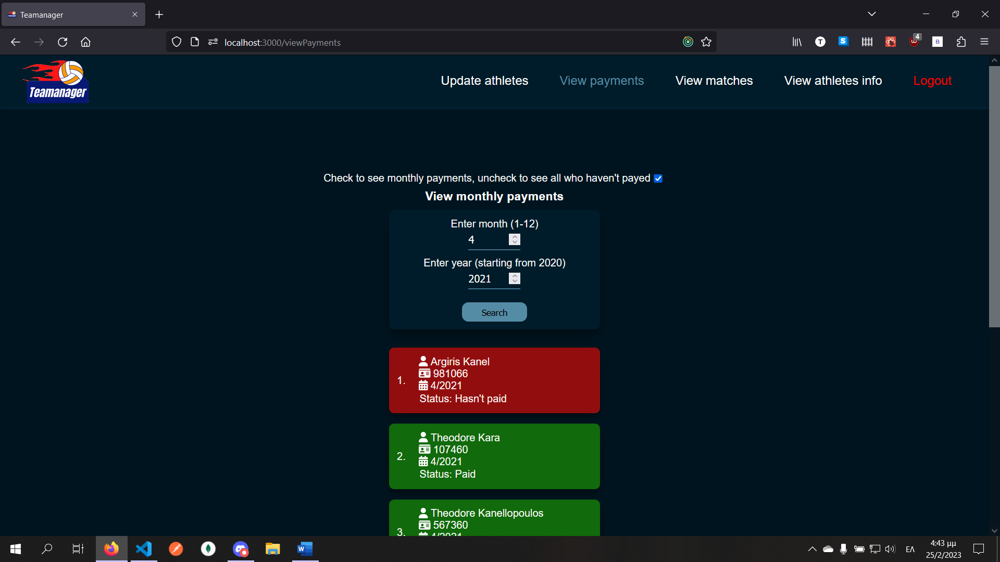 Teamanager
localhost:3000/viewPayments
4
Teamanager
Update athletes
View payments
View matches
View athletes info
Logout
Check to see monthly payments, uncheck to see all who haven't payed
View monthly payments
Enter month (1-12)
4
Enter year (starting from 2020)
2021
Search
1.
Argiris Kanel
981066
4/2021
Status: Hasn't paid
2.
Theodore Kara
107460
4/2021
Status: Paid
3.
Theodore Kanellopoulos
567360
4/2021
ΕΛ
4:43 μμ
25/2/2023